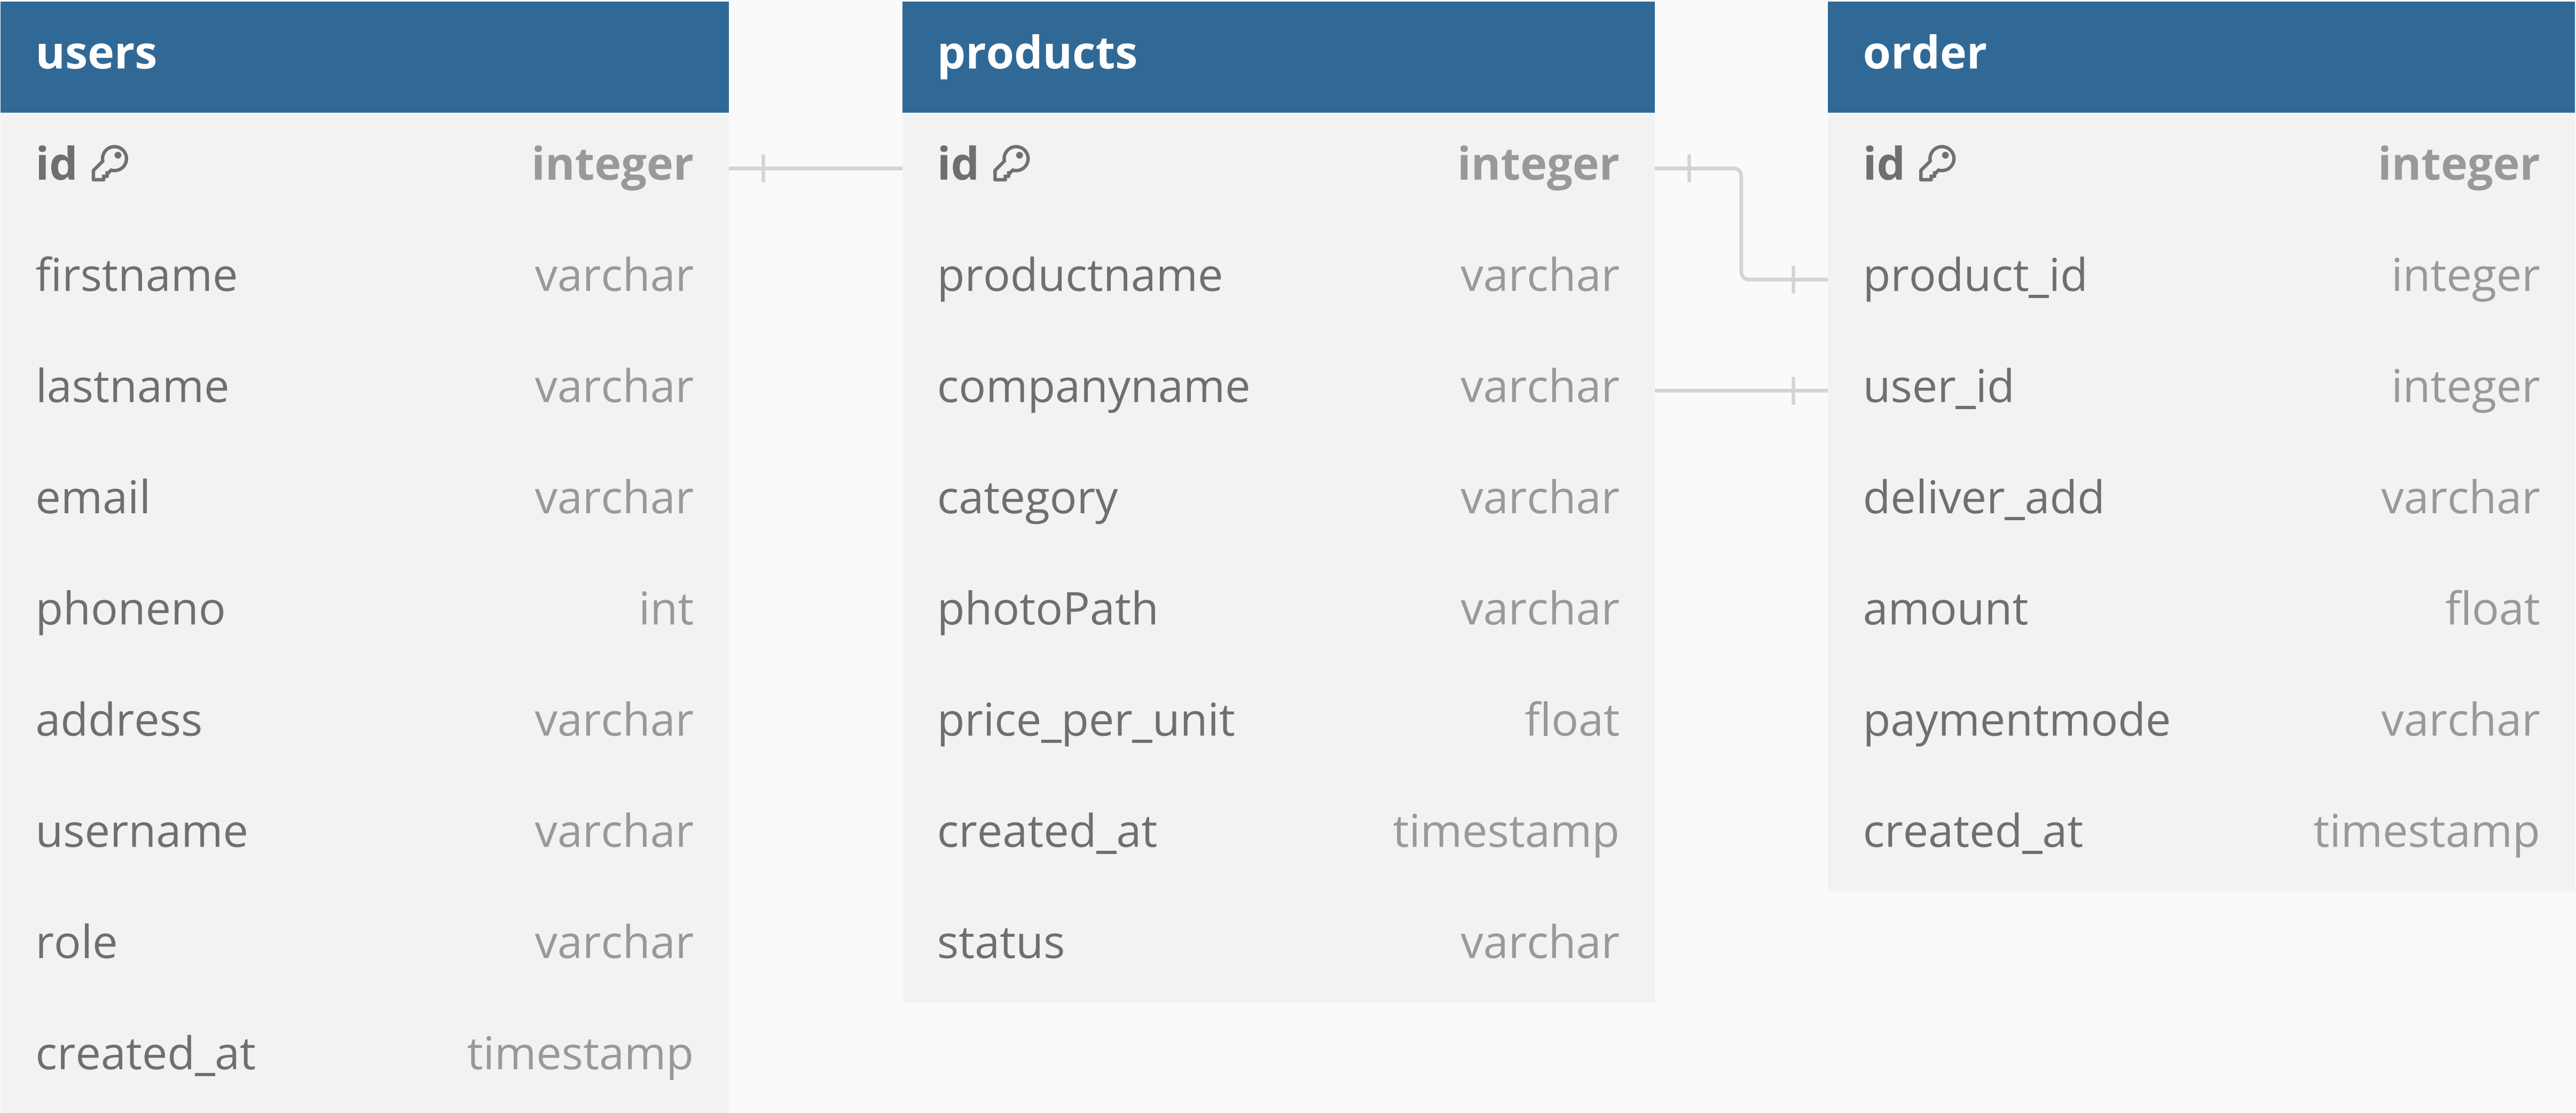 users
id integer
firstname varchar
lastname varchar
email varchar
phoneno int
address varchar
username varchar
role varchar
created_at timestamp
products
id integer
productname varchar
companyname varchar
category varchar
photoPath varchar
price_per_unit float
created_at timestamp
status varchar
order
id integer
product_id integer
user_id integer
deliver_add varchar
amount float
paymentmode varchar
created_at timestamp